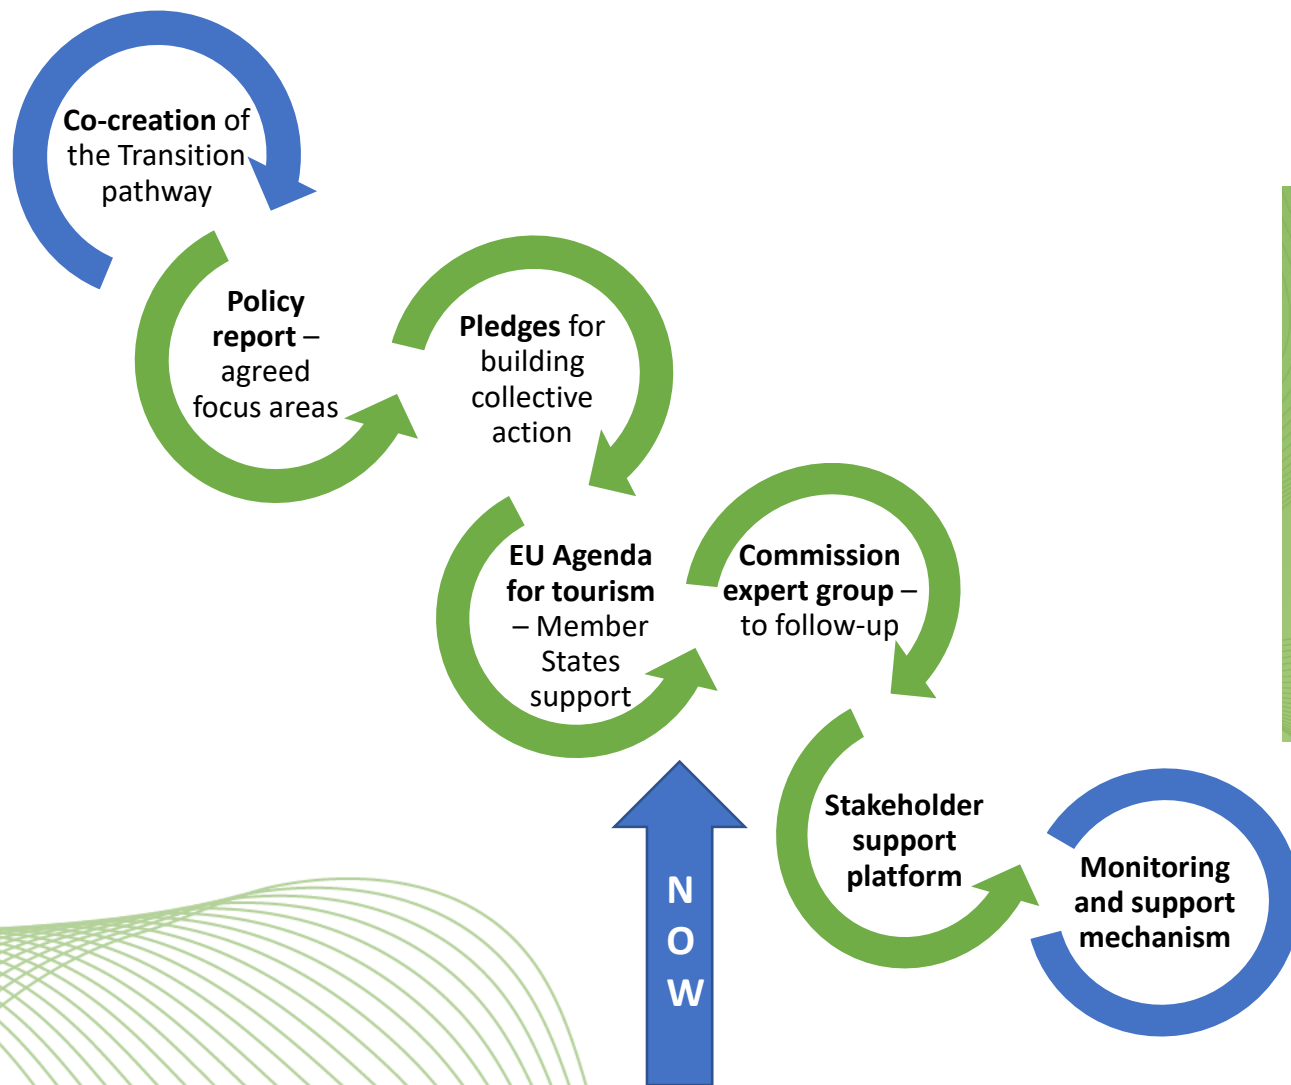 Co-creation of
the Transition
pathway
Policy
report –
agreed
focus areas
Pledges for
building
collective
action
EU Agenda
for tourism
– Member
States
support
Commission
expert group –
to follow-up
Stakeholder
support
platform
Monitoring
and support
mechanism
N
O
W